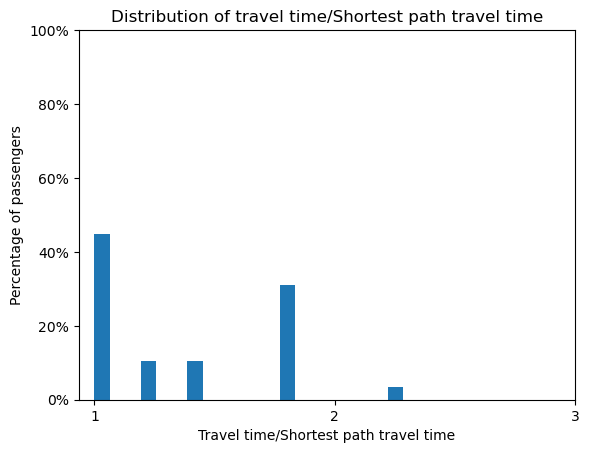 Distribution of travel time/Shortest path travel time
100%
80%
60%
40%
20%
0%
Percentage of passengers
1 2 3
Travel time/Shortest path travel time